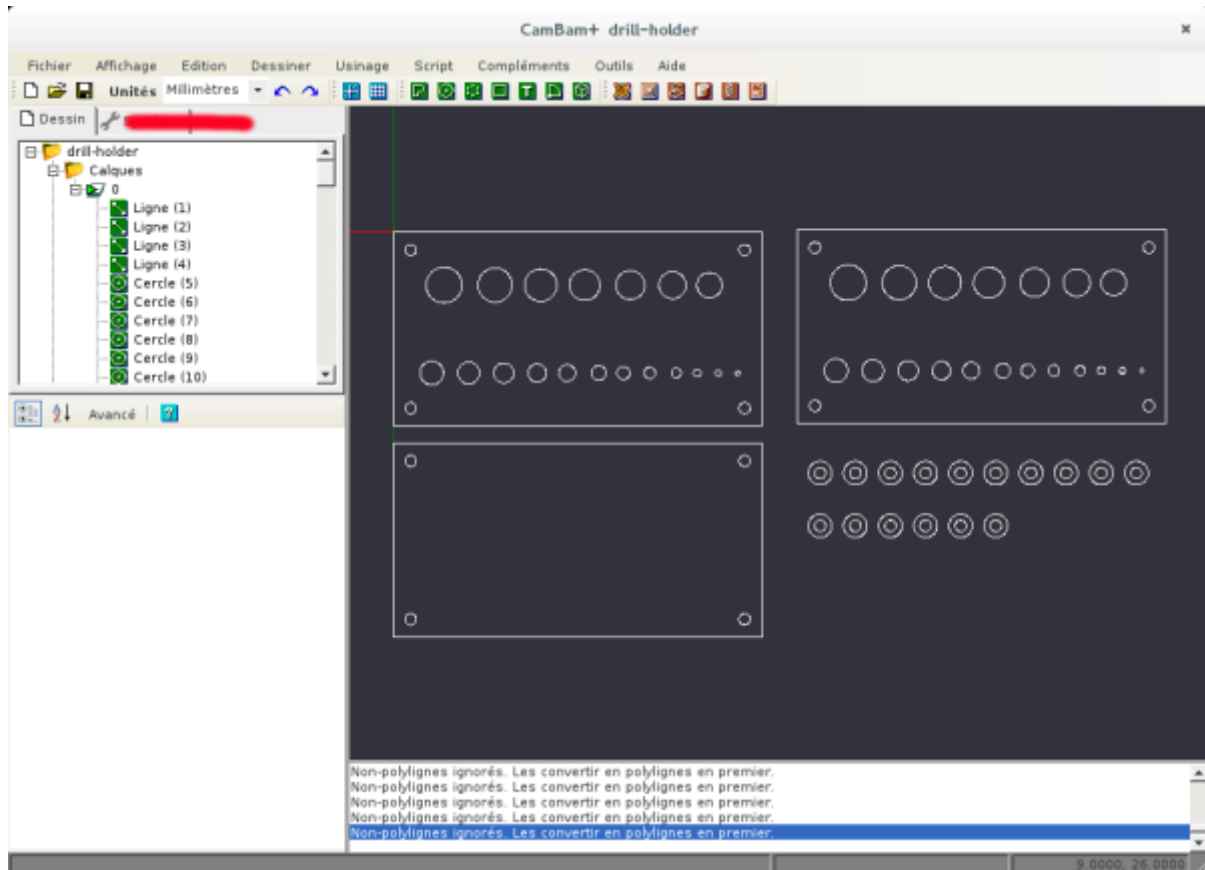 CamBam+ drill-holder
Fichier Affichage Edition Dessiner Usinage Script Compléments Outils Aide
Unités Millimètres
Dessin
drill-holder
Calques
0
Ligne (1)
Ligne (2)
Ligne (3)
Ligne (4)
Cercle (5)
Cercle (6)
Cercle (7)
Cercle (8)
Cercle (9)
Cercle (10)
Avancé
Non-polylignes ignorés. Les convertir en polylignes en premier.
Non-polylignes ignorés. Les convertir en polylignes en premier.
Non-polylignes ignorés. Les convertir en polylignes en premier.
Non-polylignes ignorés. Les convertir en polylignes en premier.
Non-polylignes ignorés. Les convertir en polylignes en premier.
9.0000, 26.0000